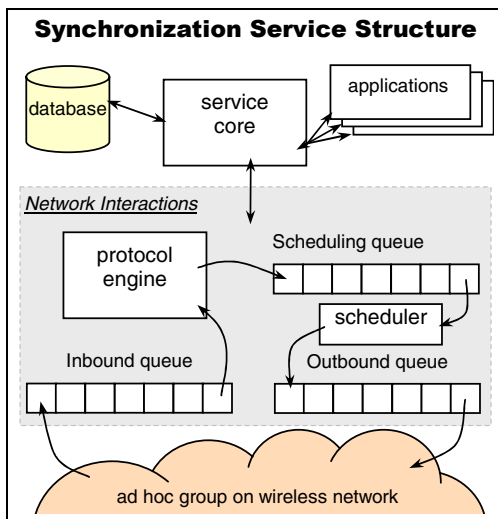 Synchronization Service Structure
database
service
core
applications
Network Interactions
protocol
engine
Scheduling queue
scheduler
Inbound queue
Outbound queue
ad hoc group on wireless network